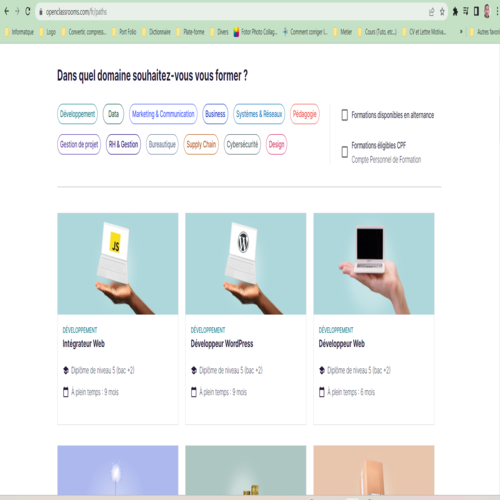 openclassrooms.com/fr/paths
Informatique Logo Convertir, compress... Port Folio Dictionnaire Plate-forme Divers Fotor Photo Collag... Comment corriger l... Metier Cours (Tuto, etc...) CV et Lettre Motiva... » Autres favoris
Dans quel domaine souhaitez-vous vous former ?
Développement Data Marketing & Communication Business Systèmes & Réseaux Pédagogie
Gestion de projet RH & Gestion Bureautique Supply Chain Cybersécurité Design
Formations disponibles en alternance
Formations éligibles CPF
Compte Personnel de Formation
JS
DÉVELOPPEMENT
Intégrateur Web
Diplôme de niveau 5 (bac +2)
À plein temps : 9 mois
DÉVELOPPEMENT
Développeur WordPress
Diplôme de niveau 5 (bac +2)
À plein temps : 9 mois
DÉVELOPPEMENT
Développeur Web
Diplôme de niveau 5 (bac +2)
À plein temps : 6 mois